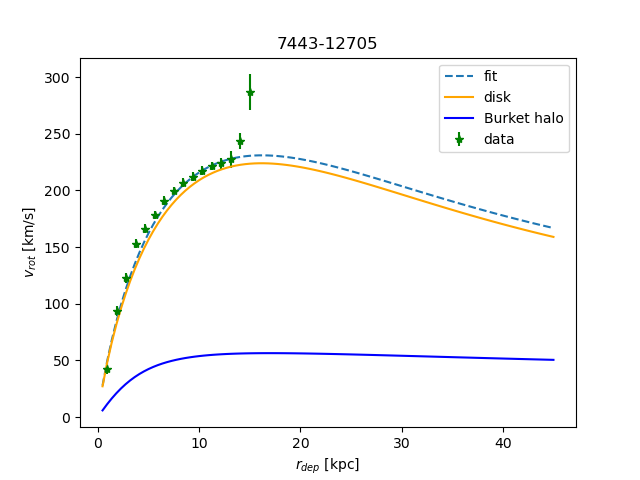 7443-12705
300
250
200
150
100
50
0
v_rot [km/s]
fit
disk
Burket halo
data
0 10 20 30 40
r_dep [kpc]